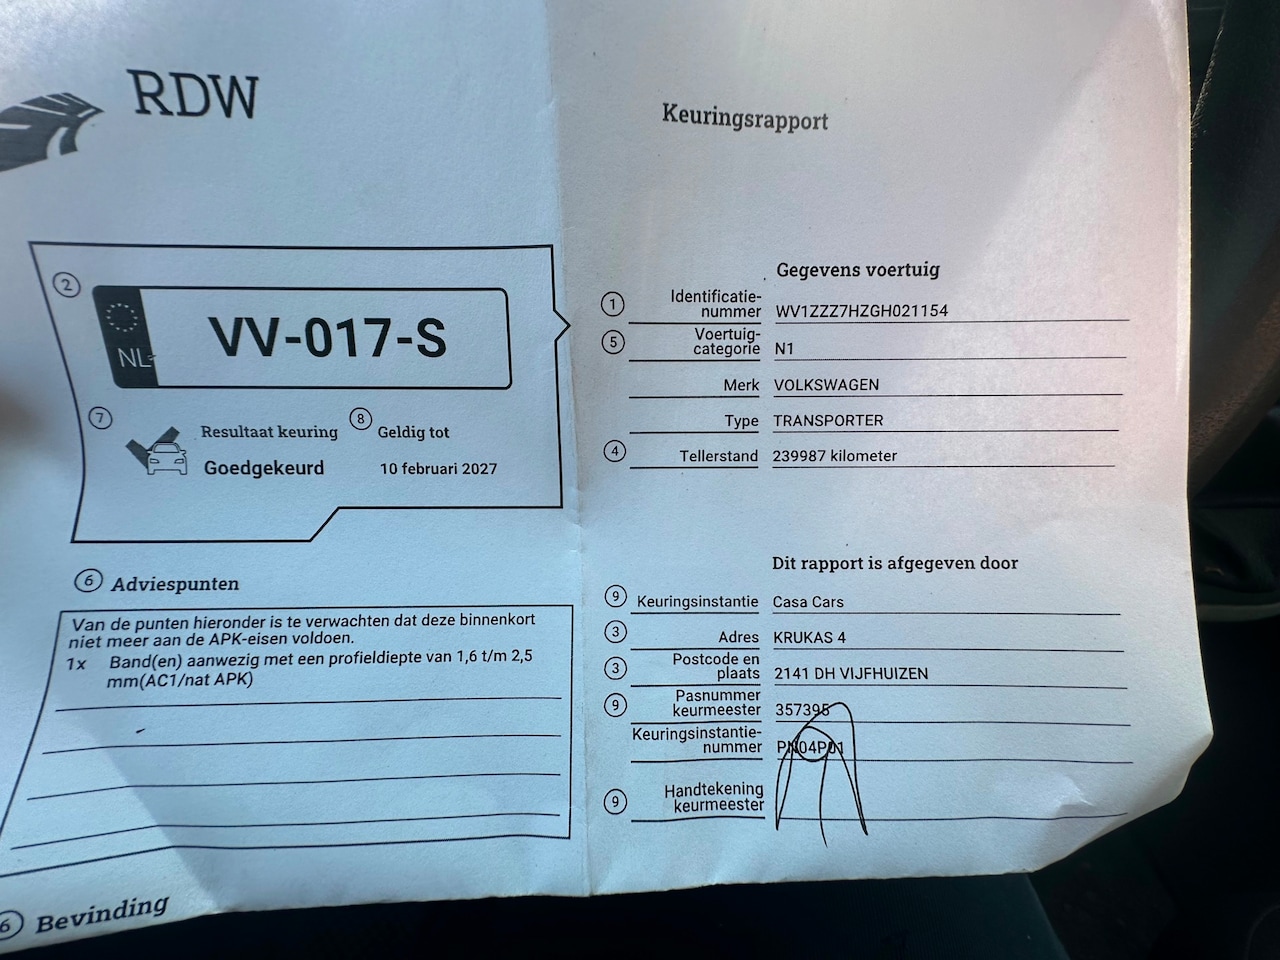 RDW
Keuringsrapport
2
NL
VV-017-S
7
Resultaat keuring
Goedgekeurd
8
Geldig tot
10 februari 2027
Gegevens voertuig
1 Identificatie-
nummer WV1ZZZ7HZGH021154
5 Voertuig-
categorie N1
Merk VOLKSWAGEN
Type TRANSPORTER
4 Tellerstand 239987 kilometer
6 Adviespunten
Van de punten hieronder is te verwachten dat deze binnenkort
niet meer aan de APK-eisen voldoen.
1x Band(en) aanwezig met een profieldiepte van 1,6 t/m 2,5
mm(AC1/nat APK)
Dit rapport is afgegeven door
9 Keuringsinstantie Casa Cars
3 Adres KRUKAS 4
3 Postcode en
plaats 2141 DH VIJFHUIZEN
9 Pasnummer
keurmeester 357395
Keuringsinstantie-
nummer PN04P01
9 Handtekening
keurmeester
6 Bevinding